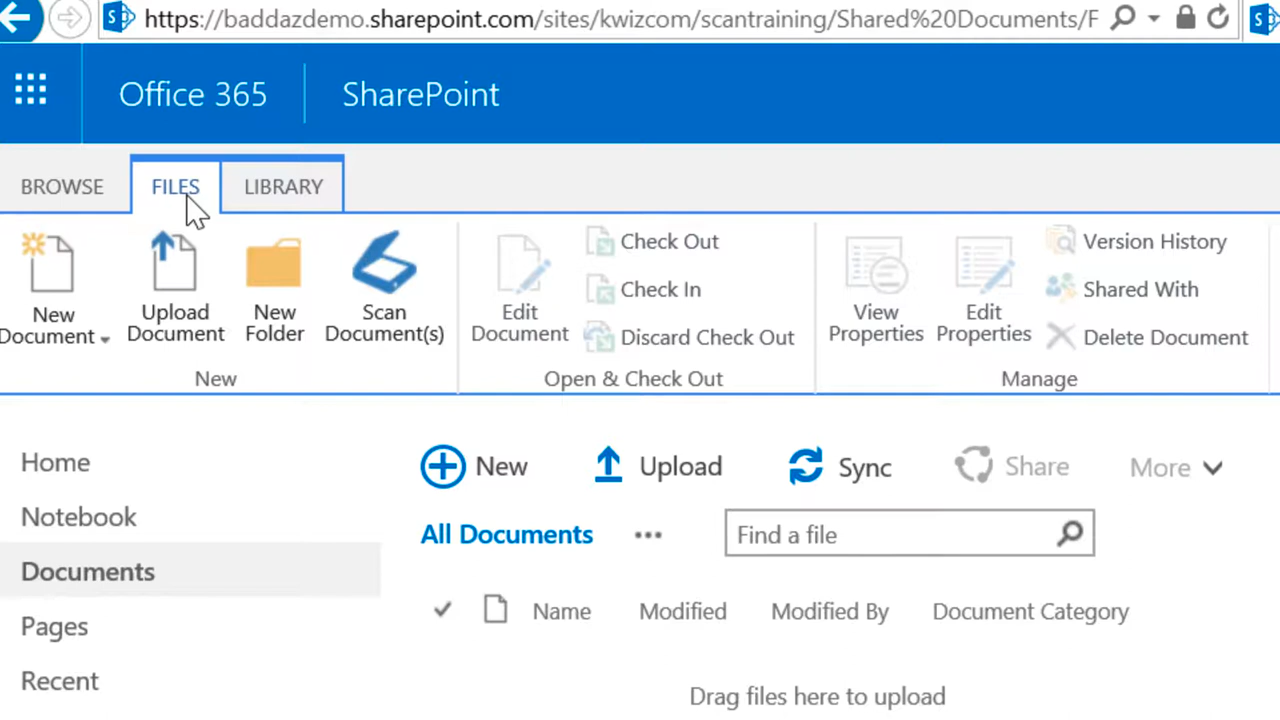 https://baddazdemo.sharepoint.com/sites/kwizcom/scantraining/Shared%20Documents/F
Office 365
SharePoint
BROWSE
FILES
LIBRARY
New
Document
Upload
Document
New
Folder
Scan
Document(s)
New
Edit
Document
Check Out
Check In
Discard Check Out
Open & Check Out
View
Properties
Edit
Properties
Version History
Shared With
Delete Document
Manage
Home
Notebook
Documents
Pages
Recent
New
Upload
Sync
Share
More
All Documents
...
Find a file
Name
Modified
Modified By
Document Category
Drag files here to upload